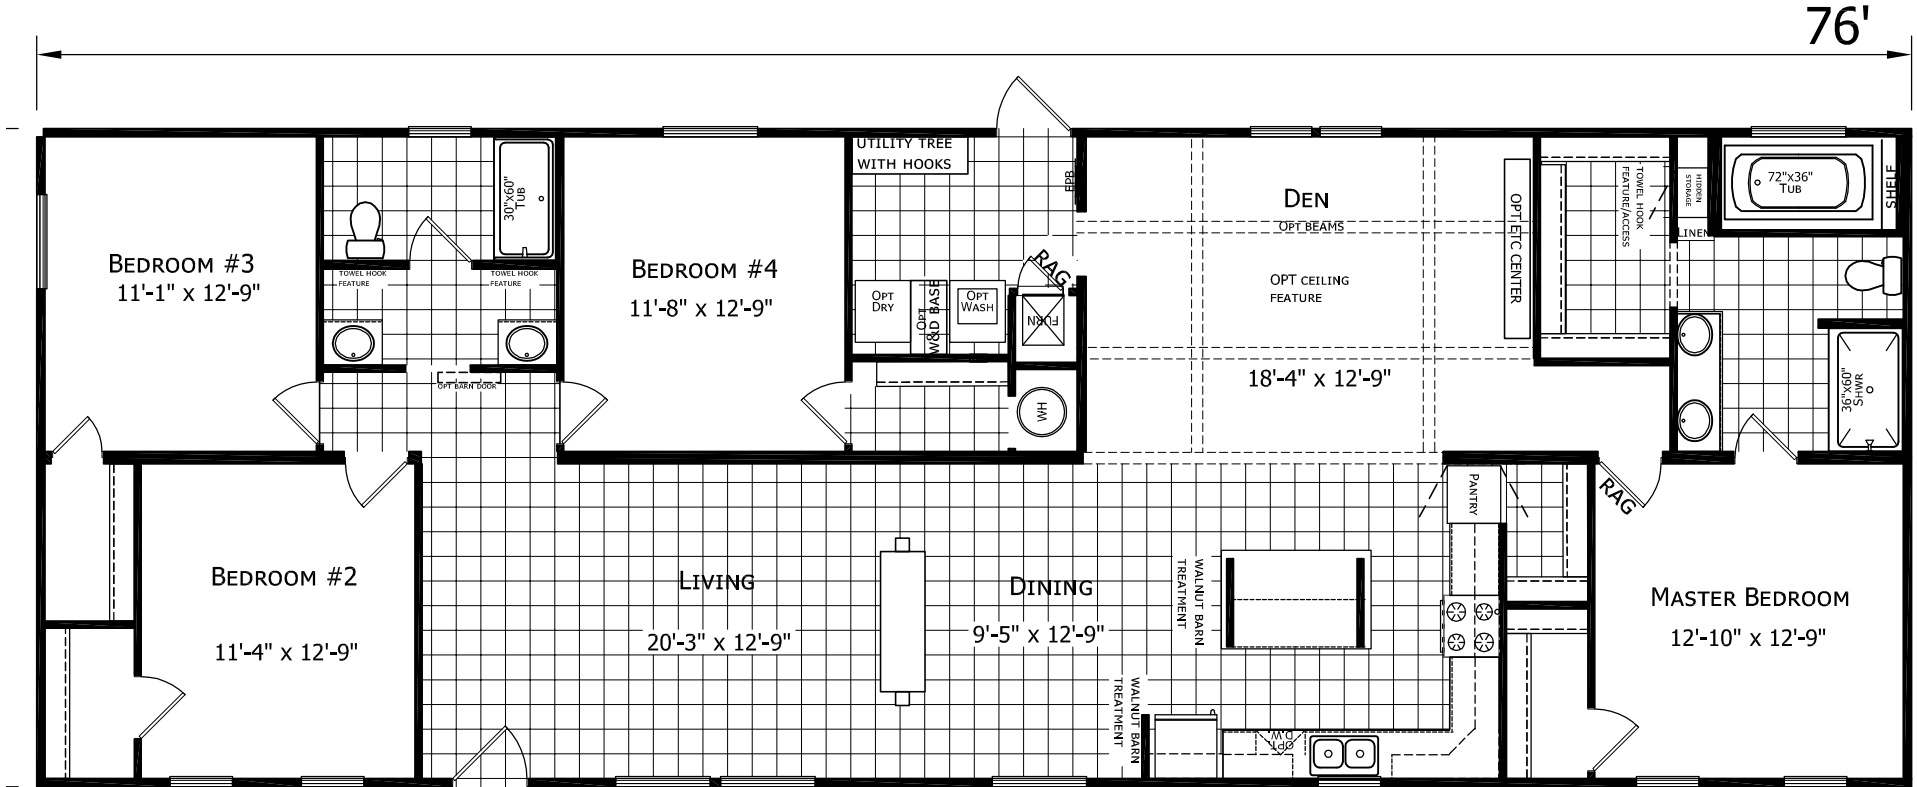 76'
UTILITY TREE
WITH HOOKS
EPB
30"x60"
TUB
BEDROOM #3
11'-1" x 12'-9"
TOWEL HOOK
FEATURE
TOWEL HOOK
FEATURE
OPT BARN DOOR
BEDROOM #4
11'-8" x 12'-9"
OPT
DRY
OPT
W&D BASE
OPT
WASH
RAG
FURN
WH
DEN
OPT BEAMS
OPT CEILING
FEATURE
18'-4" x 12'-9"
OPT ETC CENTER
TOWEL HOOK
FEATURE/ACCESS
HIDDEN
STORAGE
LINEN
72"x36"
TUB
SHELF
36"x60"
SHWR
RAG
PANTRY
BEDROOM #2
11'-4" x 12'-9"
LIVING
20'-3" x 12'-9"
DINING
9'-5" x 12'-9"
WALNUT BARN
TREATMENT
WALNUT BARN
TREATMENT
OPT
D.W.
MASTER BEDROOM
12'-10" x 12'-9"